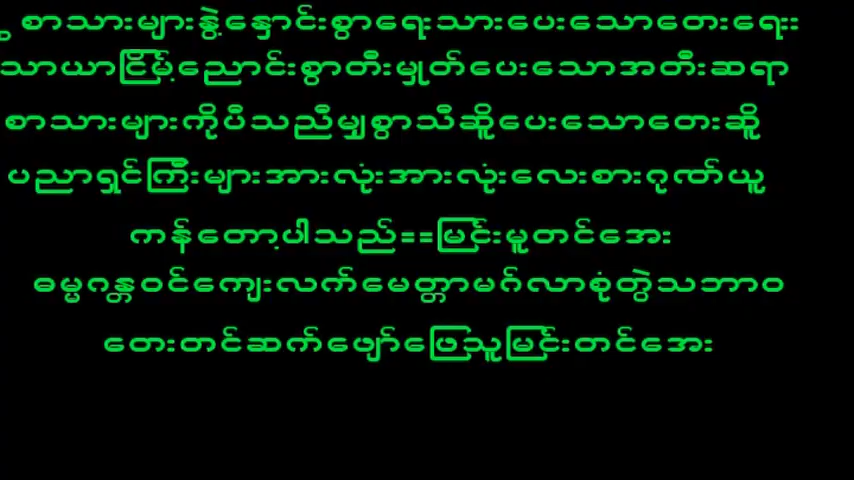 စာသားများနွဲ့နှောင်းစွာရေးသားပေးသောတေးရေး
သာယာငြိမ့်ညောင်းစွာတီးမှုတ်ပေးသောအတီးဆရာ
စာသားများကိုပီသညီမျှစွာသီဆိုပေးသောတေးဆို
ပညာရှင်ကြီးများအားလုံးအားလုံးလေးစားဂုဏ်ယူ
ကန်တော့ပါသည်==မြင်းမူတင်အေး
ဓမ္မဂန္တဝင်ကျေးလက်မေတ္တာမဂ်လာစုံတွဲသဘာဝ
တေးတင်ဆက်ဖျော်ဖြေသူမြင်းတင်အေး